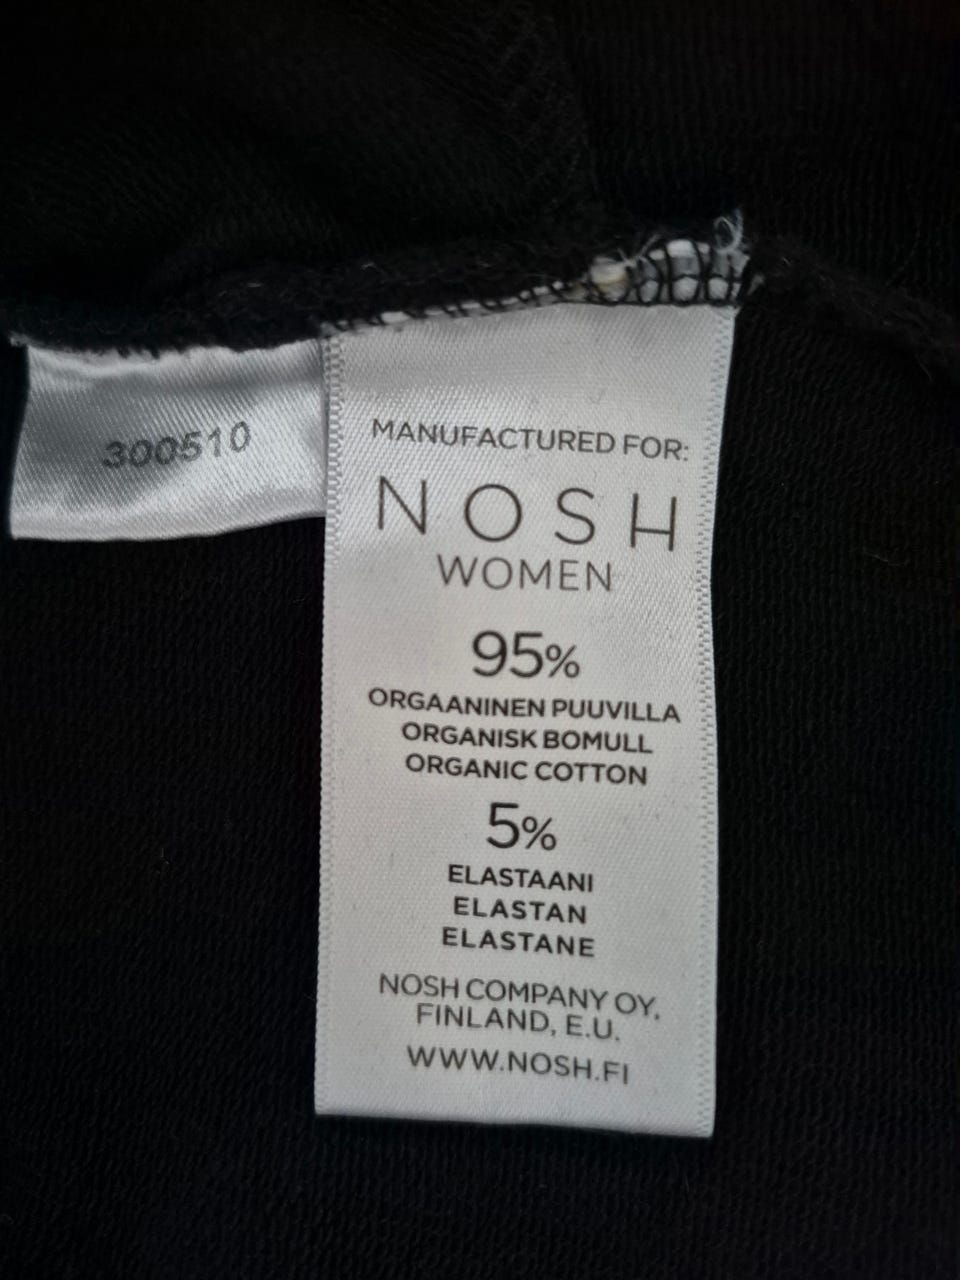 300510
MANUFACTURED FOR:
NOSH
WOMEN
95%
ORGAANINEN PUUVILLA
ORGANISK BOMULL
ORGANIC COTTON
5%
ELASTAANI
ELASTAN
ELASTANE
NOSH COMPANY OY,
FINLAND, E.U.
WWW.NOSH.FI